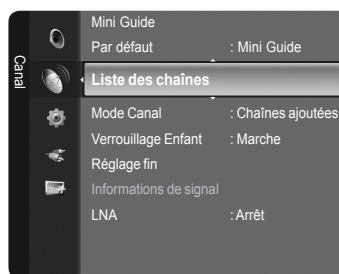 Canal
Mini Guide
Par défaut : Mini Guide
Liste des chaînes
Mode Canal : Chaînes ajoutées
Verrouillage Enfant : Marche
Réglage fin
Informations de signal
LNA : Arrêt